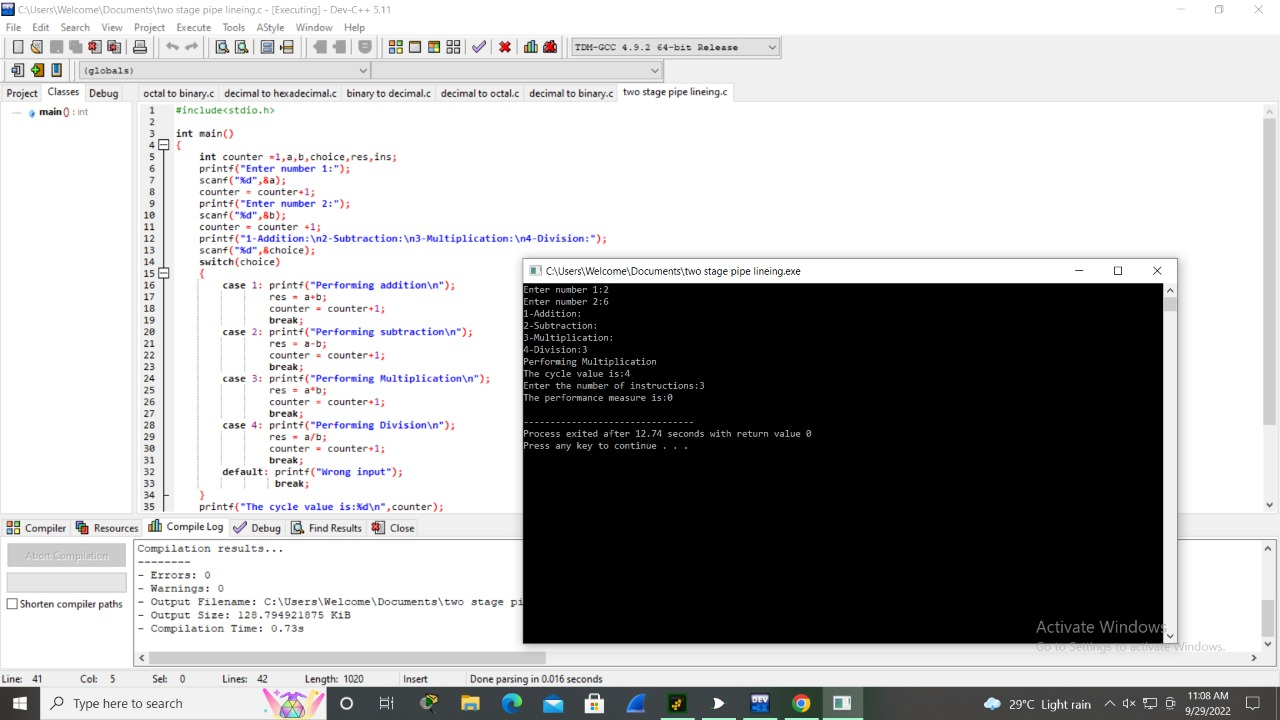 C:\Users\Welcome\Documents\two stage pipe lineing.c - [Executing] - Dev-C++ 5.11
File Edit Search View Project Execute Tools AStyle Window Help
TDM-GCC 4.9.2 64-bit Release
(globals)
Project Classes Debug
octal to binary.c decimal to hexadecimal.c binary to decimal.c decimal to octal.c decimal to binary.c two stage pipe lineing.c
main () : int
1 #include<stdio.h>
2
3 int main()
4 {
5 int counter =1,a,b,choice,res,ins;
6 printf("Enter number 1:");
7 scanf("%d",&a);
8 counter = counter+1;
9 printf("Enter number 2:");
10 scanf("%d",&b);
11 counter = counter +1;
12 printf("1-Addition:\n2-Subtraction:\n3-Multiplication:\n4-Division:");
13 scanf("%d",&choice);
14 switch(choice)
15 {
16 case 1: printf("Performing addition\n");
17 res = a+b;
18 counter = counter+1;
19 break;
20 case 2: printf("Performing subtraction\n");
21 res = a-b;
22 counter = counter+1;
23 break;
24 case 3: printf("Performing Multiplication\n");
25 res = a*b;
26 counter = counter+1;
27 break;
28 case 4: printf("Performing Division\n");
29 res = a/b;
30 counter = counter+1;
31 break;
32 default: printf("Wrong input");
33 break;
34 }
35 printf("The cycle value is:%d\n",counter);
C:\Users\Welcome\Documents\two stage pipe lineing.exe
Enter number 1:2
Enter number 2:6
1-Addition:
2-Subtraction:
3-Multiplication:
4-Division:3
Performing Multiplication
The cycle value is:4
Enter the number of instructions:3
The performance measure is:0
--------------------------------
Process exited after 12.74 seconds with return value 0
Press any key to continue . . .
Compiler Resources Compile Log Debug Find Results Close
Abort Compilation
Shorten compiler paths
Compilation results...
--------
- Errors: 0
- Warnings: 0
- Output Filename: C:\Users\Welcome\Documents\two stage pi
- Output Size: 128.794921875 KiB
- Compilation Time: 0.73s
Activate Windows
Go to Settings to activate Windows.
Line: 41 Col: 5 Sel: 0 Lines: 42 Length: 1020 Insert Done parsing in 0.016 seconds
Type here to search
29°C Light rain
11:08 AM
9/29/2022